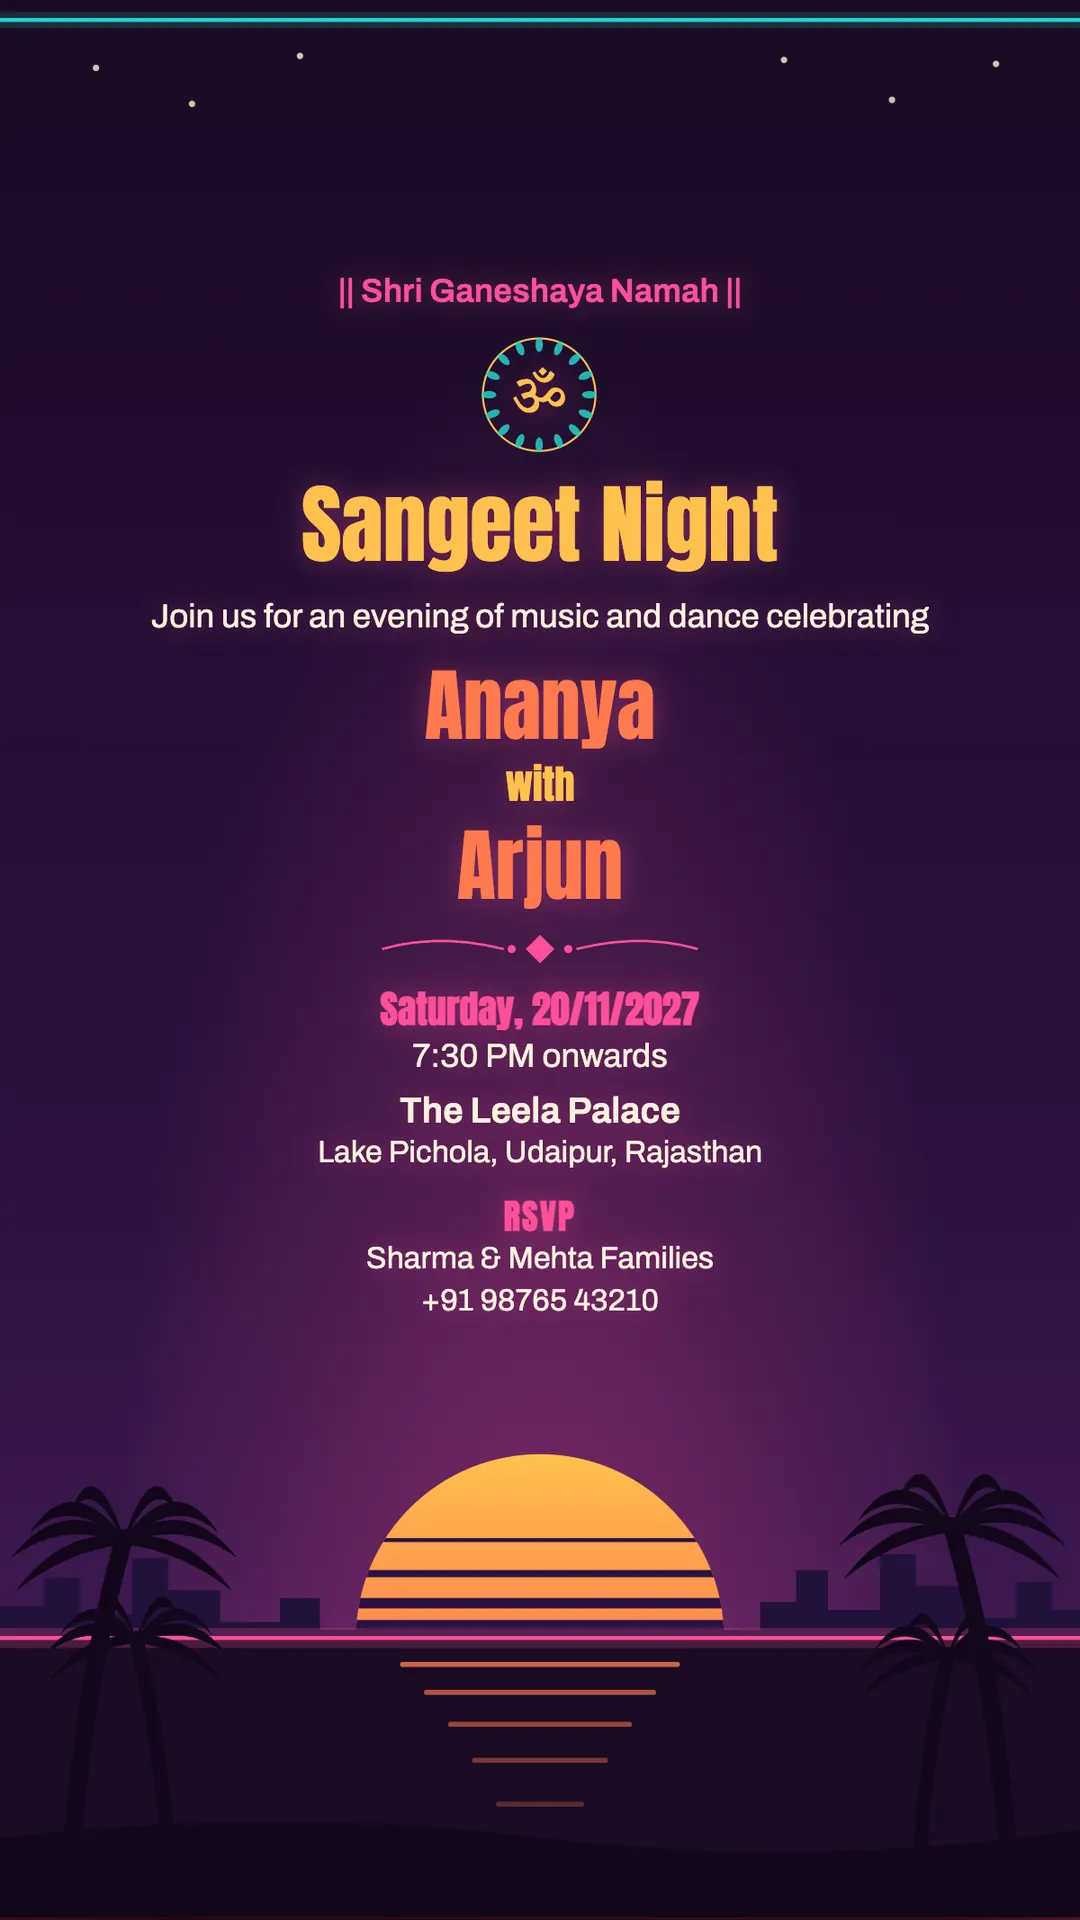 || Shri Ganeshaya Namah ||
ॐ
Sangeet Night
Join us for an evening of music and dance celebrating
Ananya
with
Arjun
Saturday, 20/11/2027
7:30 PM onwards
The Leela Palace
Lake Pichola, Udaipur, Rajasthan
RSVP
Sharma & Mehta Families
+91 98765 43210